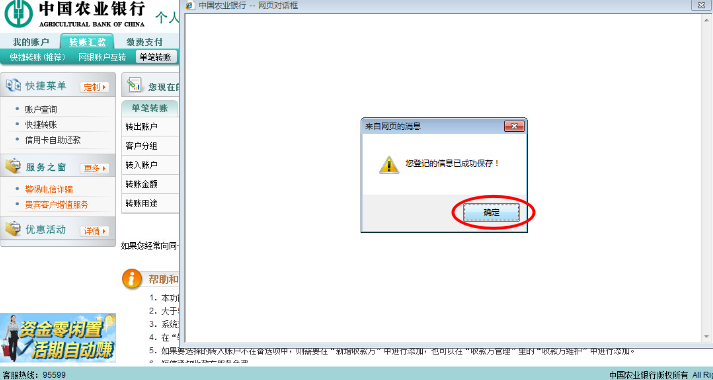 中国农业银行
AGRICULTURAL BANK OF CHINA
个人
中国农业银行 -- 网页对话框
我的账户 转账汇款 缴费支付
快捷转账(推荐) 网银账户互转 单笔转账
快捷菜单 定制
账户查询
快捷转账
信用卡自助还款
服务之窗 更多
警惕电信诈骗
贵宾客户增值服务
优惠活动 详情
资金零闲置
活期自动赚
您现在
单笔转账
转出账户
客户分组
转入账户
转账金额
转账用途
如果您经常向同一
来自网页的消息
您登记的信息已成功保存!
确定
帮助和
1. 本功能
2. 大于
3. 系统
4. 在
5. 如果要选择的转入账户不在备选项中,则需要在“新增收款方”中进行添加,也可以在“收款方管理”里的“收款方维护”中进行添加。
客服热线: 95599
中国农业银行版权所有 All Rig